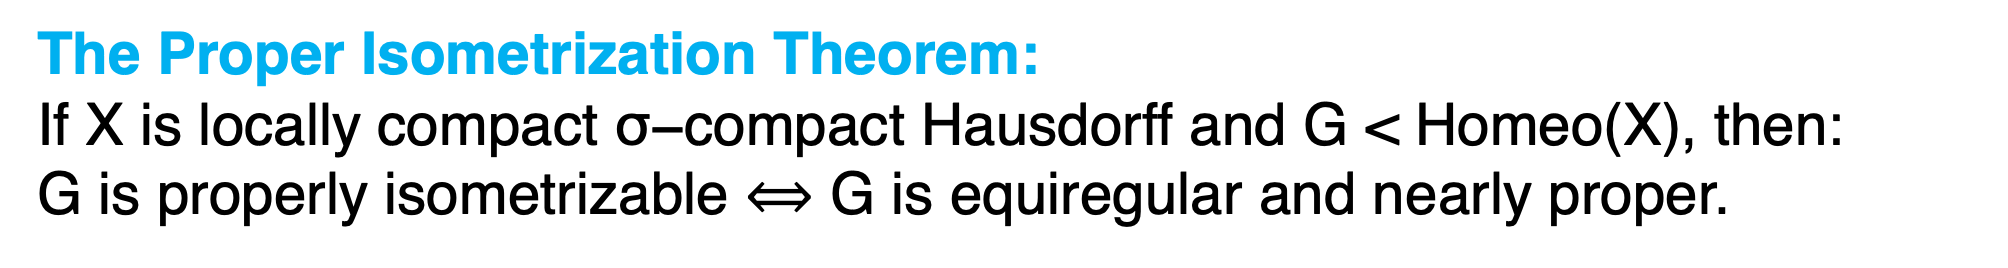 The Proper Isometrization Theorem:
If X is locally compact σ–compact Hausdorff and G < Homeo(X), then:
G is properly isometrizable ⟺ G is equiregular and nearly proper.